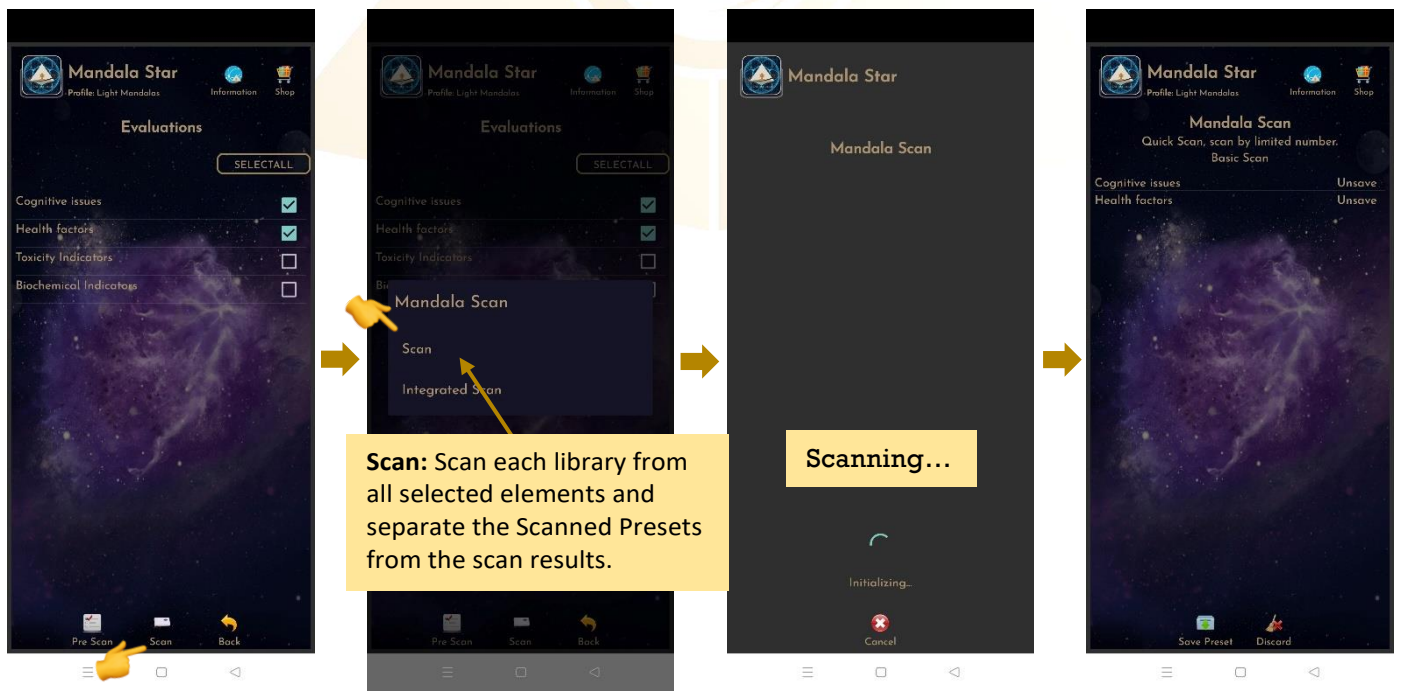 Mandala Star
Profile: Light Mandalas
Information
Shop
Evaluations
SELECTALL
Cognitive issues
Health factors
Toxicity Indicators
Biochemical Indicators
Pre Scan
Scan
Back
Mandala Star
Profile: Light Mandalas
Information
Shop
Evaluations
SELECTALL
Cognitive issues
Health factors
Toxicity Indicators
Mandala Scan
Scan
Integrated Scan
Scan: Scan each library from
all selected elements and
separate the Scanned Presets
from the scan results.
Pre Scan
Scan
Back
Mandala Star
Mandala Scan
Scanning...
Initializing...
Cancel
Mandala Star
Profile: Light Mandalas
Information
Shop
Mandala Scan
Quick Scan, scan by limited number.
Basic Scan
Cognitive issues Unsave
Health factors Unsave
Save Preset
Discard